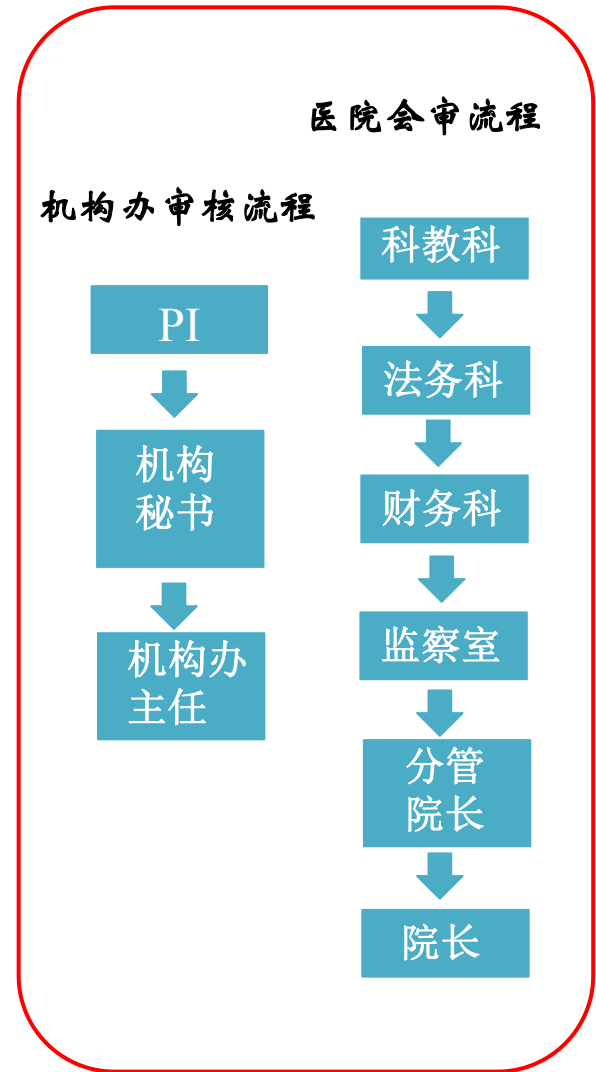 医院会审流程
机构办审核流程
PI
机构
秘书
机构办
主任
科教科
法务科
财务科
监察室
分管
院长
院长